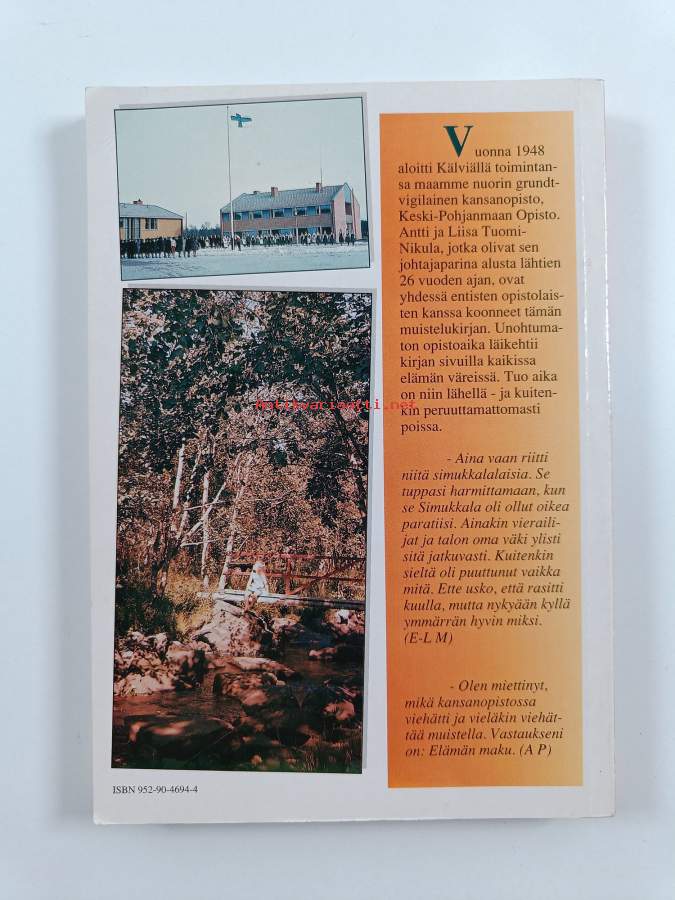 Vuonna 1948
aloitti Kälviällä toimintan-
sa maamme nuorin grundt-
vigilainen kansanopisto,
Keski-Pohjanmaan Opisto.
Antti ja Liisa Tuomi-
Nikula, jotka olivat sen
johtajaparina alusta lähtien
26 vuoden ajan, ovat
yhdessä entisten opistolais-
ten kanssa koonneet tämän
muistelukirjan. Unohtuma-
ton opistoaika läikehtii
kirjan sivuilla kaikissa
elämän väreissä. Tuo aika
on niin lähellä - ja kuiten-
kin peruuttamattomasti
poissa.
- Aina vaan riitti
niitä simukkalalaisia. Se
tuppasi harmittamaan, kun
se Simukkala oli ollut oikea
paratiisi. Ainakin vieraili-
jat ja talon oma väki ylisti
sitä jatkuvasti. Kuitenkin
sieltä oli puuttunut vaikka
mitä. Ette usko, että rasitti
kuulla, mutta nykyään kyllä
ymmärrän hyvin miksi.
(E-L M)
- Olen miettinyt,
mikä kansanopistossa
viehätti ja vieläkin viehät-
tää muistella. Vastaukseni
on: Elämän maku. (A P)
ISBN 952-90-4694-4
Antikvariaatti.net